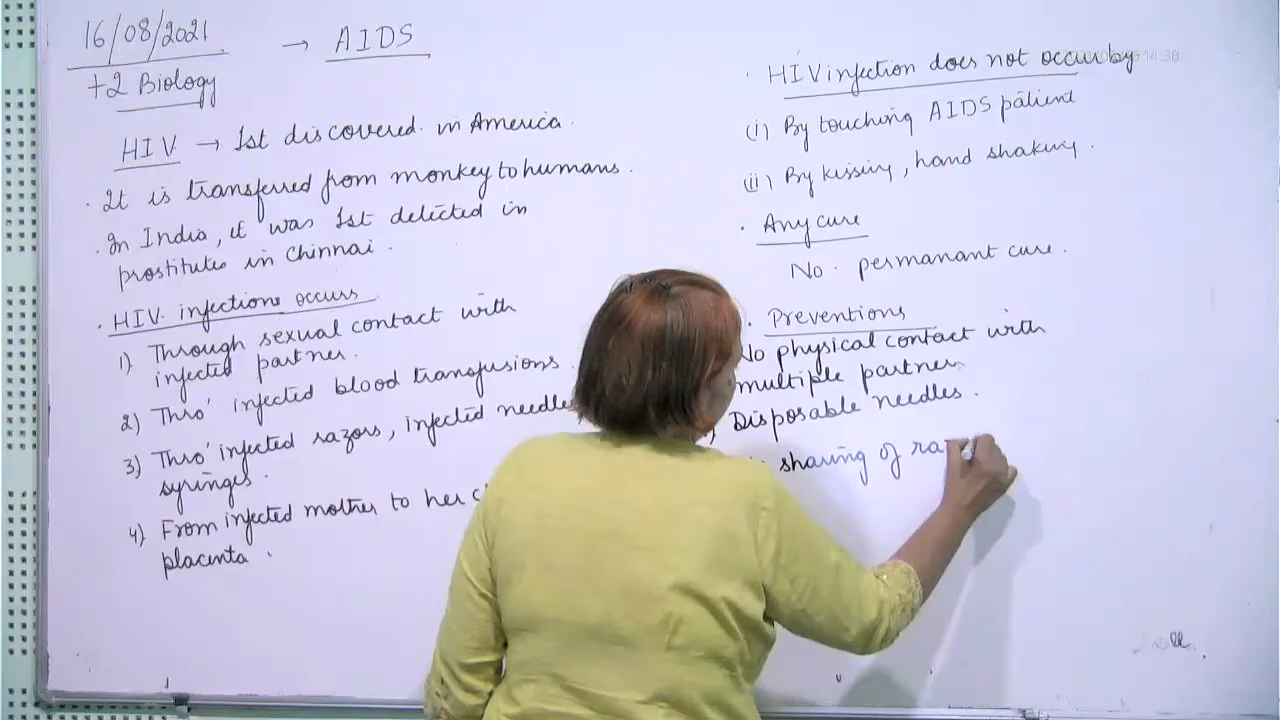 16/08/2021
+2 Biology
→ AIDS
HIV → 1st discovered in America.
· It is transferred from monkey to humans.
· In India, it was 1st detected in
prostitutes in Chinnai.
· HIV infections occurs
1) Through sexual contact with
infected partner.
2) Thro' infected blood transfusions.
3) Thro' infected razors, infected needles
syringes.
4) From infected mother to her
placenta.
· HIV infection does not occur by
(i) By touching AIDS patient
(ii) By kissing, hand shaking.
· Any cure
No permanant cure.
· Preventions
No physical contact with
multiple partner
Disposable needles.
sharing of ra